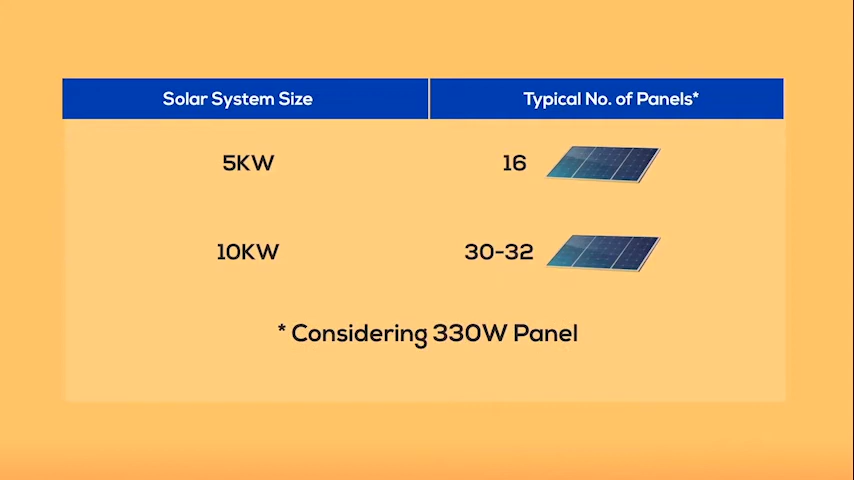 Solar System Size
Typical No. of Panels*
5KW
16
10KW
30-32
* Considering 330W Panel